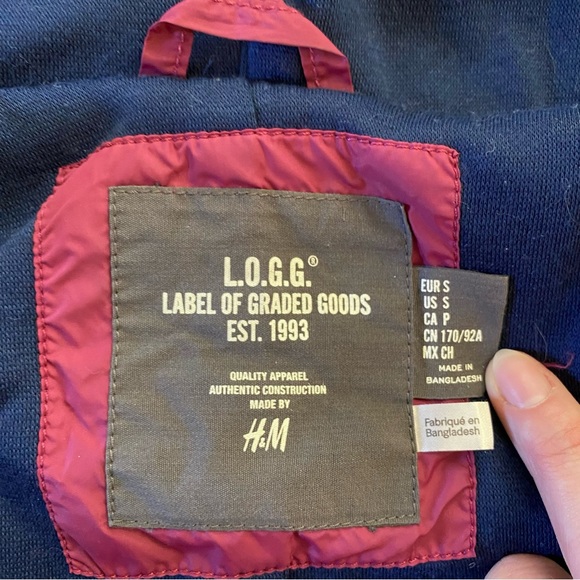 L.O.G.G.®
LABEL OF GRADED GOODS
EST. 1993
QUALITY APPAREL
AUTHENTIC CONSTRUCTION
MADE BY
H&M
EUR S
US S
CA P
CN 170/92A
MX CH
MADE IN
BANGLADESH
Fabriqué en
Bangladesh